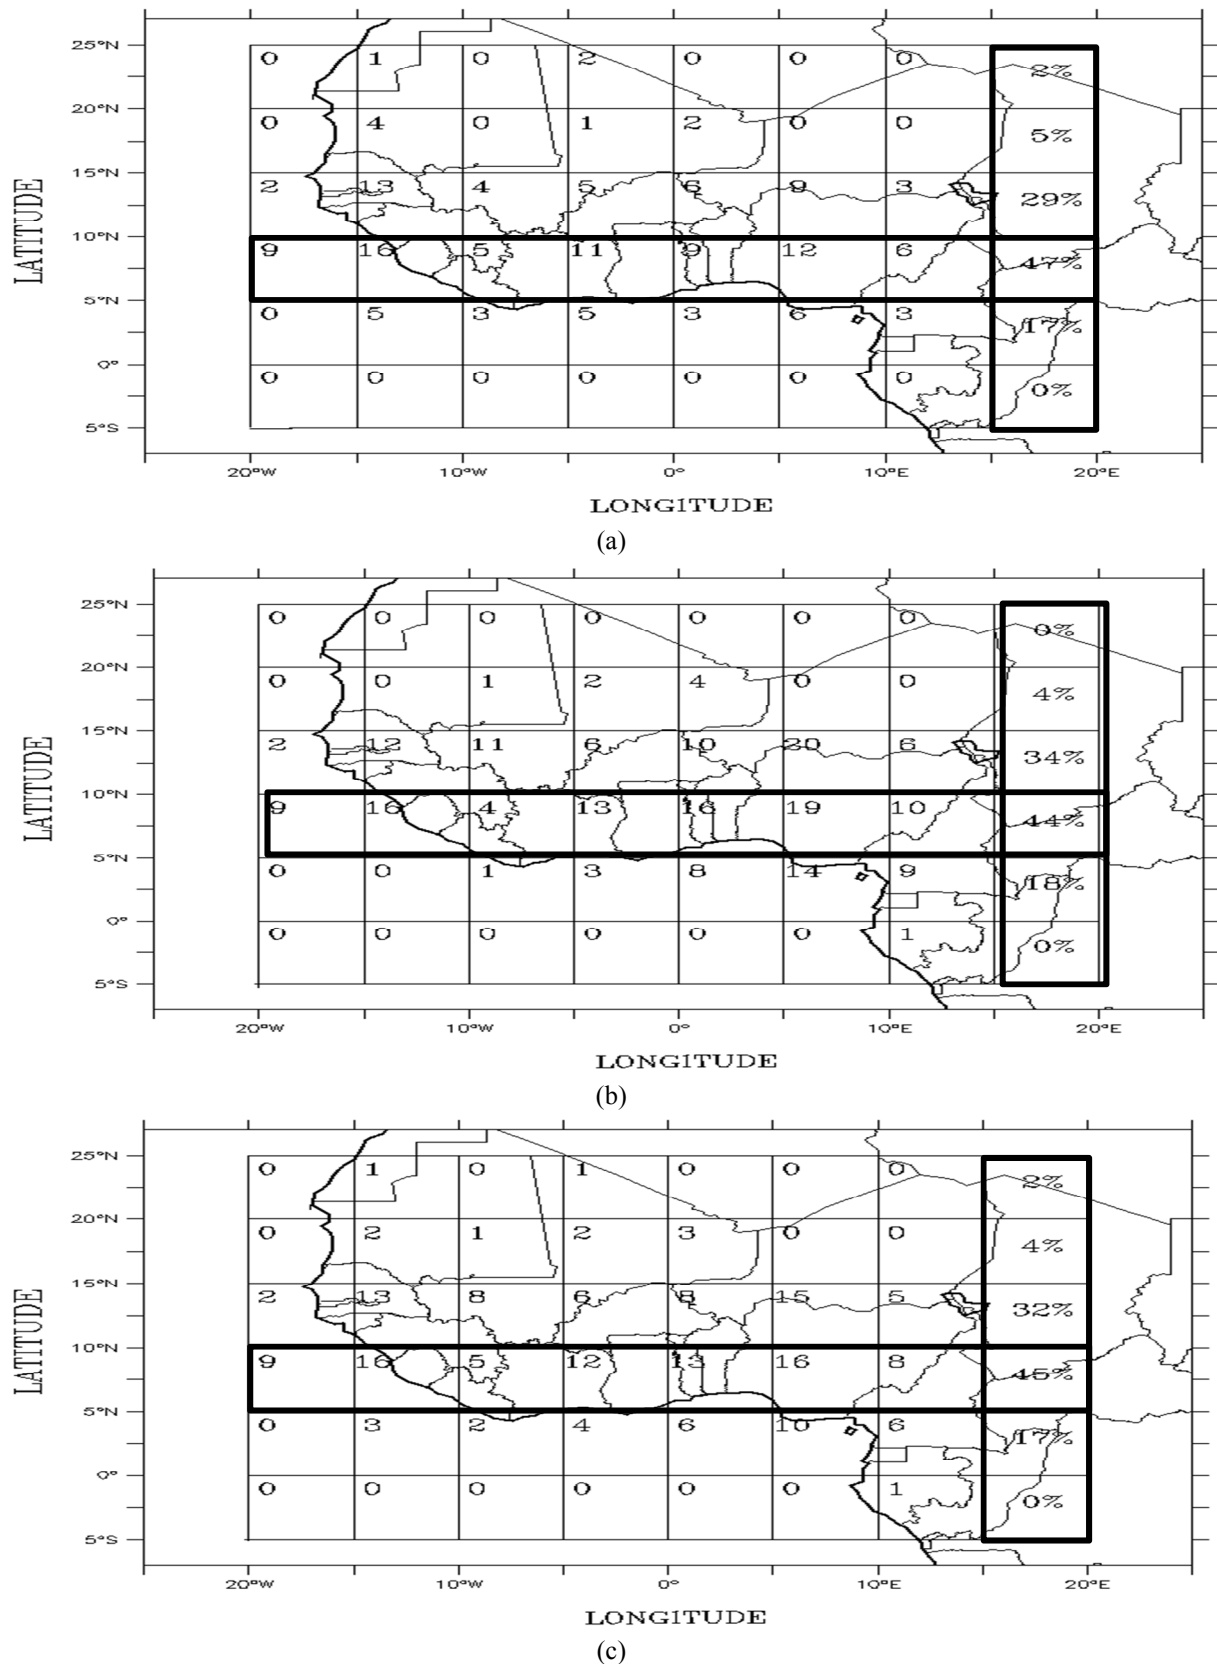 25°N 0 1 0 2 0 0 0 2%
20°N 0 4 0 1 2 0 0 5%
15°N 2 13 4 5 6 9 3 29%
10°N 9 16 5 11 9 12 6 47%
5°N 0 5 3 5 3 6 3 17%
0° 0 0 0 0 0 0 0 0%
5°S
LATITUDE
20°W 10°W 0° 10°E 20°E
LONGITUDE
(a)
25°N 0 0 0 0 0 0 0 0%
20°N 0 0 1 2 4 0 0 4%
15°N 2 12 11 6 10 20 6 34%
10°N 9 16 4 13 16 19 10 44%
5°N 0 0 1 3 8 14 9 18%
0° 0 0 0 0 0 0 1 0%
5°S
LATITUDE
20°W 10°W 0° 10°E 20°E
LONGITUDE
(b)
25°N 0 1 0 1 0 0 0 2%
20°N 0 2 1 2 3 0 0 4%
15°N 2 13 8 6 8 15 5 32%
10°N 9 16 5 12 13 16 8 45%
5°N 0 3 2 4 6 10 6 17%
0° 0 0 0 0 0 0 1 0%
5°S
LATITUDE
20°W 10°W 0° 10°E 20°E
LONGITUDE
(c)